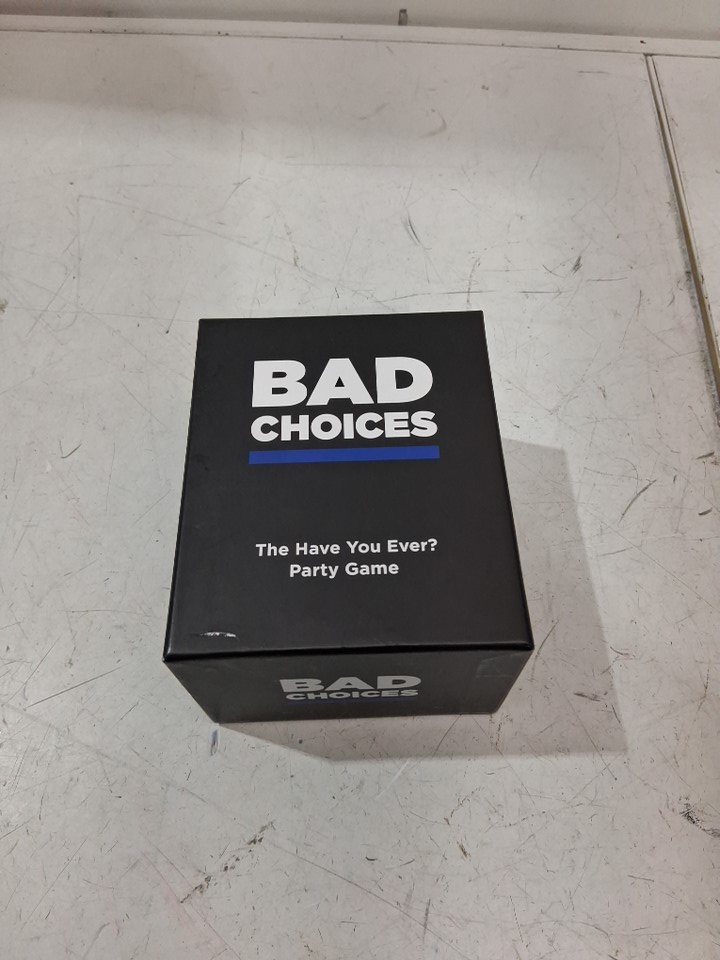 BAD
CHOICES
The Have You Ever?
Party Game
BAD
CHOICES